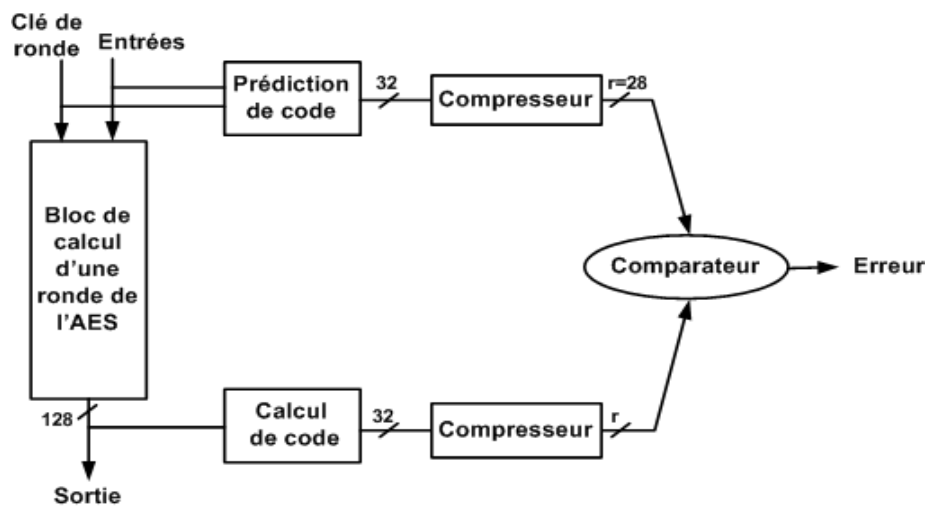 Clé de
ronde
Entrées
Prédiction
de code
32
Compresseur
r=28
Bloc de
calcul
d'une
ronde de
l'AES
Comparateur
Erreur
128
Calcul
de code
32
Compresseur
r
Sortie